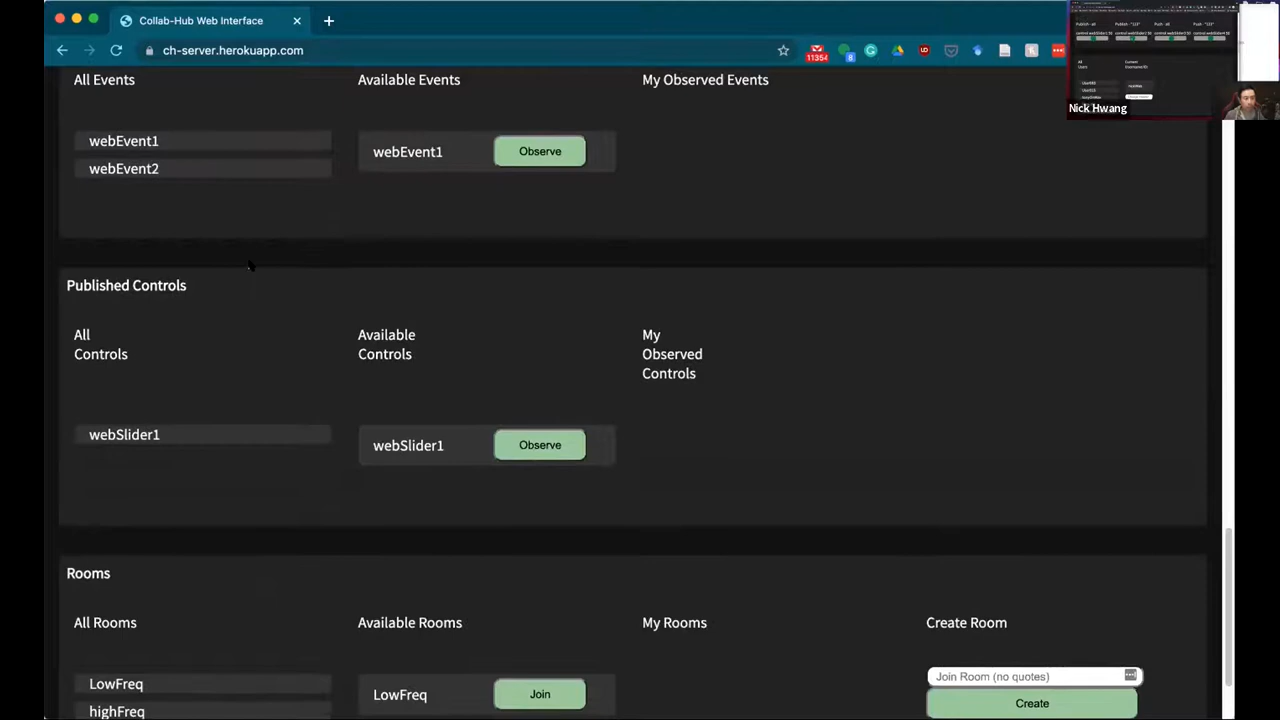 Collab-Hub Web Interface
ch-server.herokuapp.com
11354
8
Nick Hwang
All Events
Available Events
My Observed Events
webEvent1
webEvent2
webEvent1
Observe
Published Controls
All
Controls
Available
Controls
My
Observed
Controls
webSlider1
webSlider1
Observe
Rooms
All Rooms
Available Rooms
My Rooms
Create Room
LowFreq
highFreq
LowFreq
Join
Join Room (no quotes)
Create